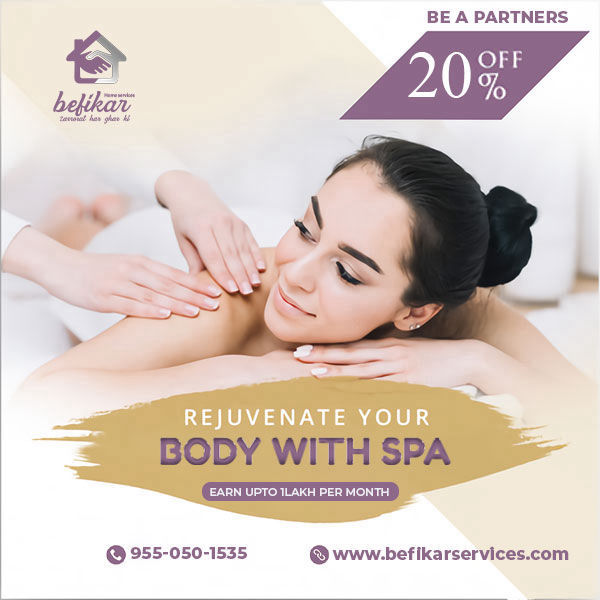 BE A PARTNERS
20% OFF
Home services
befikar
zarroorat har ghar ki
REJUVENATE YOUR
BODY WITH SPA
EARN UPTO 1LAKH PER MONTH
955-050-1535
www.befikarservices.com